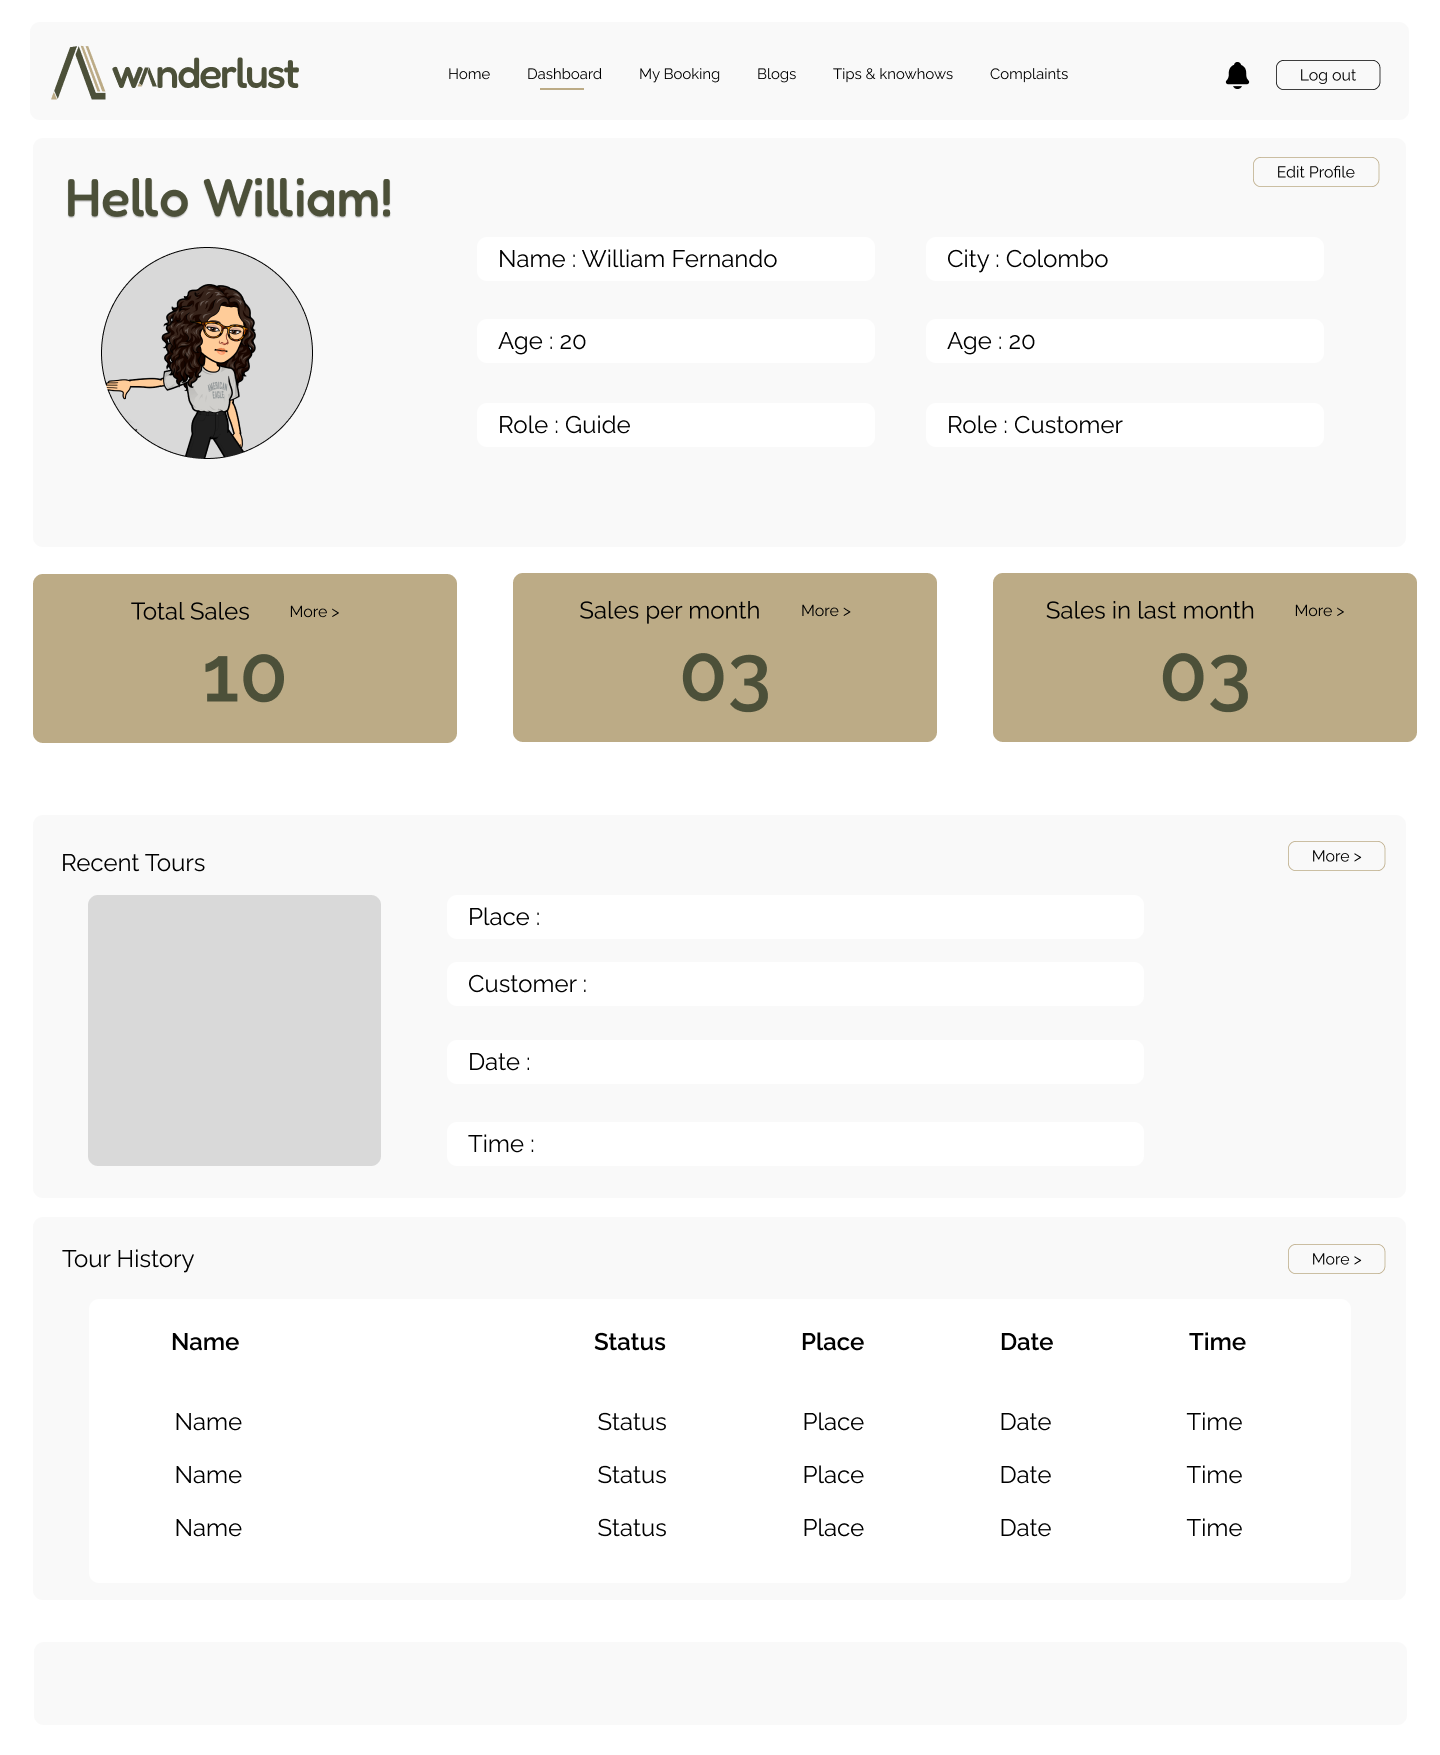 wanderlust
Home Dashboard My Booking Blogs Tips & knowhows Complaints Log out
Edit Profile
Hello William!
Name : William Fernando City : Colombo
Age : 20 Age : 20
AMERICAN
EAGLE
Role : Guide Role : Customer
Total Sales More > Sales per month More > Sales in last month More >
10 03 03
Recent Tours More >
Place :
Customer :
Date :
Time :
Tour History More >
Name Status Place Date Time
Name Status Place Date Time
Name Status Place Date Time
Name Status Place Date Time